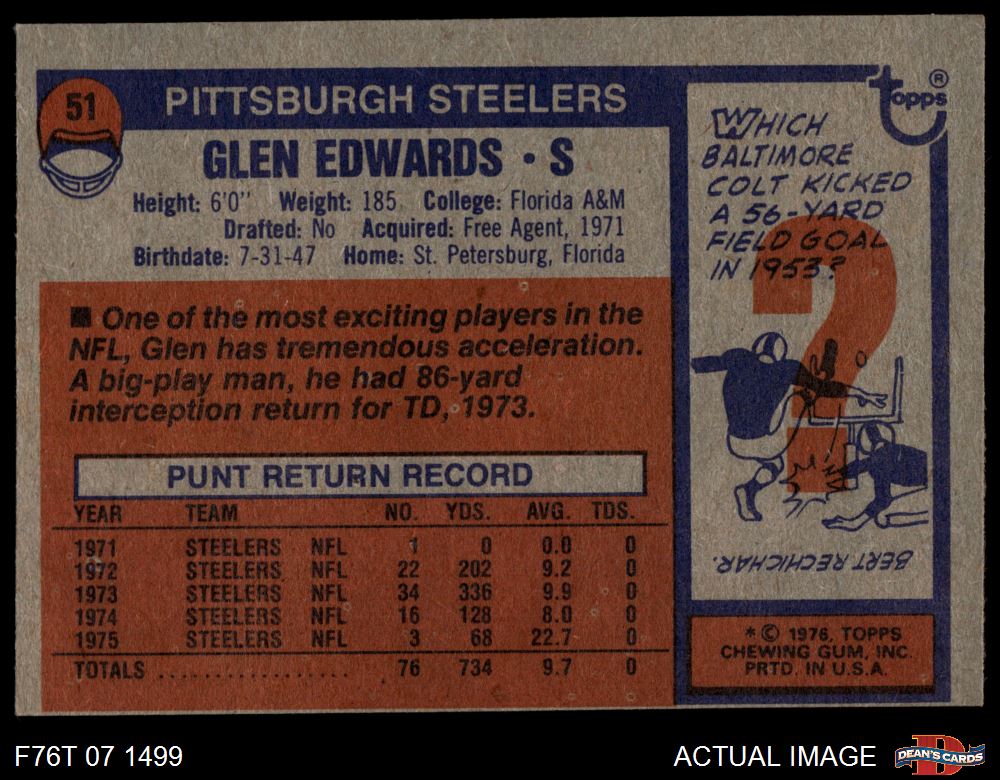 51
PITTSBURGH STEELERS
GLEN EDWARDS · S
Height: 6'0" Weight: 185 College: Florida A&M
Drafted: No Acquired: Free Agent, 1971
Birthdate: 7-31-47 Home: St. Petersburg, Florida
■ One of the most exciting players in the
NFL, Glen has tremendous acceleration.
A big-play man, he had 86-yard
interception return for TD, 1973.
PUNT RETURN RECORD
YEAR TEAM NO. YDS. AVG. TDS.
1971 STEELERS NFL 1 0 0.0 0
1972 STEELERS NFL 22 202 9.2 0
1973 STEELERS NFL 34 336 9.9 0
1974 STEELERS NFL 16 128 8.0 0
1975 STEELERS NFL 3 68 22.7 0
TOTALS .................. 76 734 9.7 0
topps ®
WHICH
BALTIMORE
COLT KICKED
A 56-YARD
FIELD GOAL
IN 1953?
?
BERT RECHICHAR.
* © 1976, TOPPS
CHEWING GUM, INC.
PRTD. IN U.S.A.
F76T 07 1499
ACTUAL IMAGE
D
DEAN'S CARDS